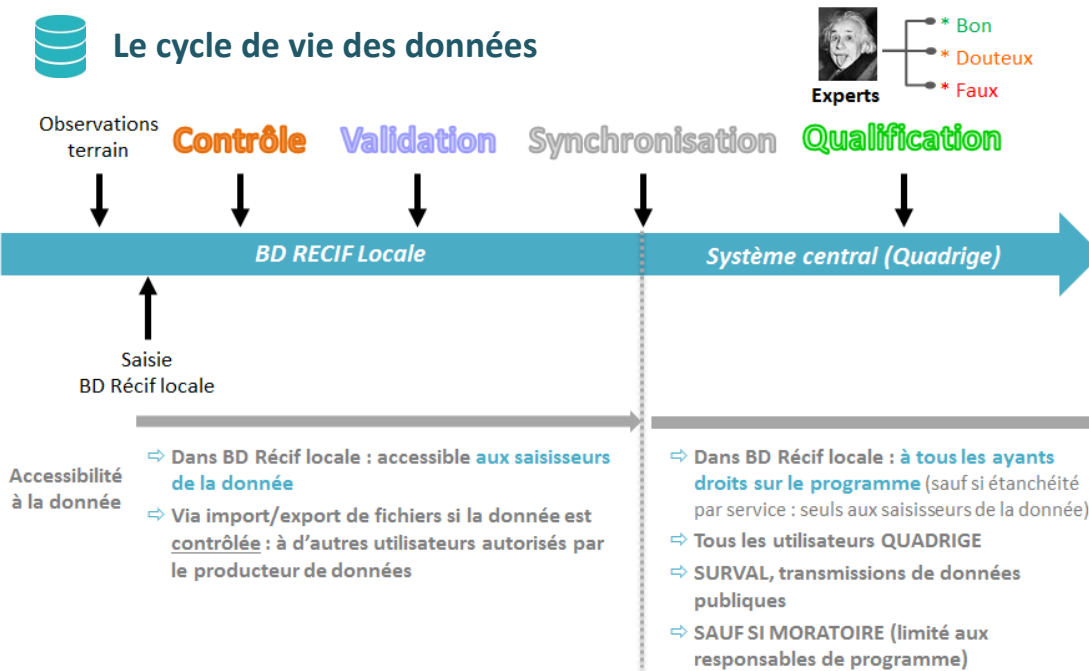 Le cycle de vie des données
* Bon
* Douteux
* Faux
Experts
Observations
terrain
Contrôle
Validation
Synchronisation
Qualification
BD RECIF Locale
Système central (Quadrige)
Saisie
BD Récif locale
Accessibilité
à la donnée
⇨ Dans BD Récif locale : accessible aux saisisseurs
de la donnée
⇨ Via import/export de fichiers si la donnée est
contrôlée : à d’autres utilisateurs autorisés par
le producteur de données
⇨ Dans BD Récif locale : à tous les ayants
droits sur le programme (sauf si étanchéité
par service : seuls aux saisisseurs de la donnée)
⇨ Tous les utilisateurs QUADRIGE
⇨ SURVAL, transmissions de données
publiques
⇨ SAUF SI MORATOIRE (limité aux
responsables de programme)